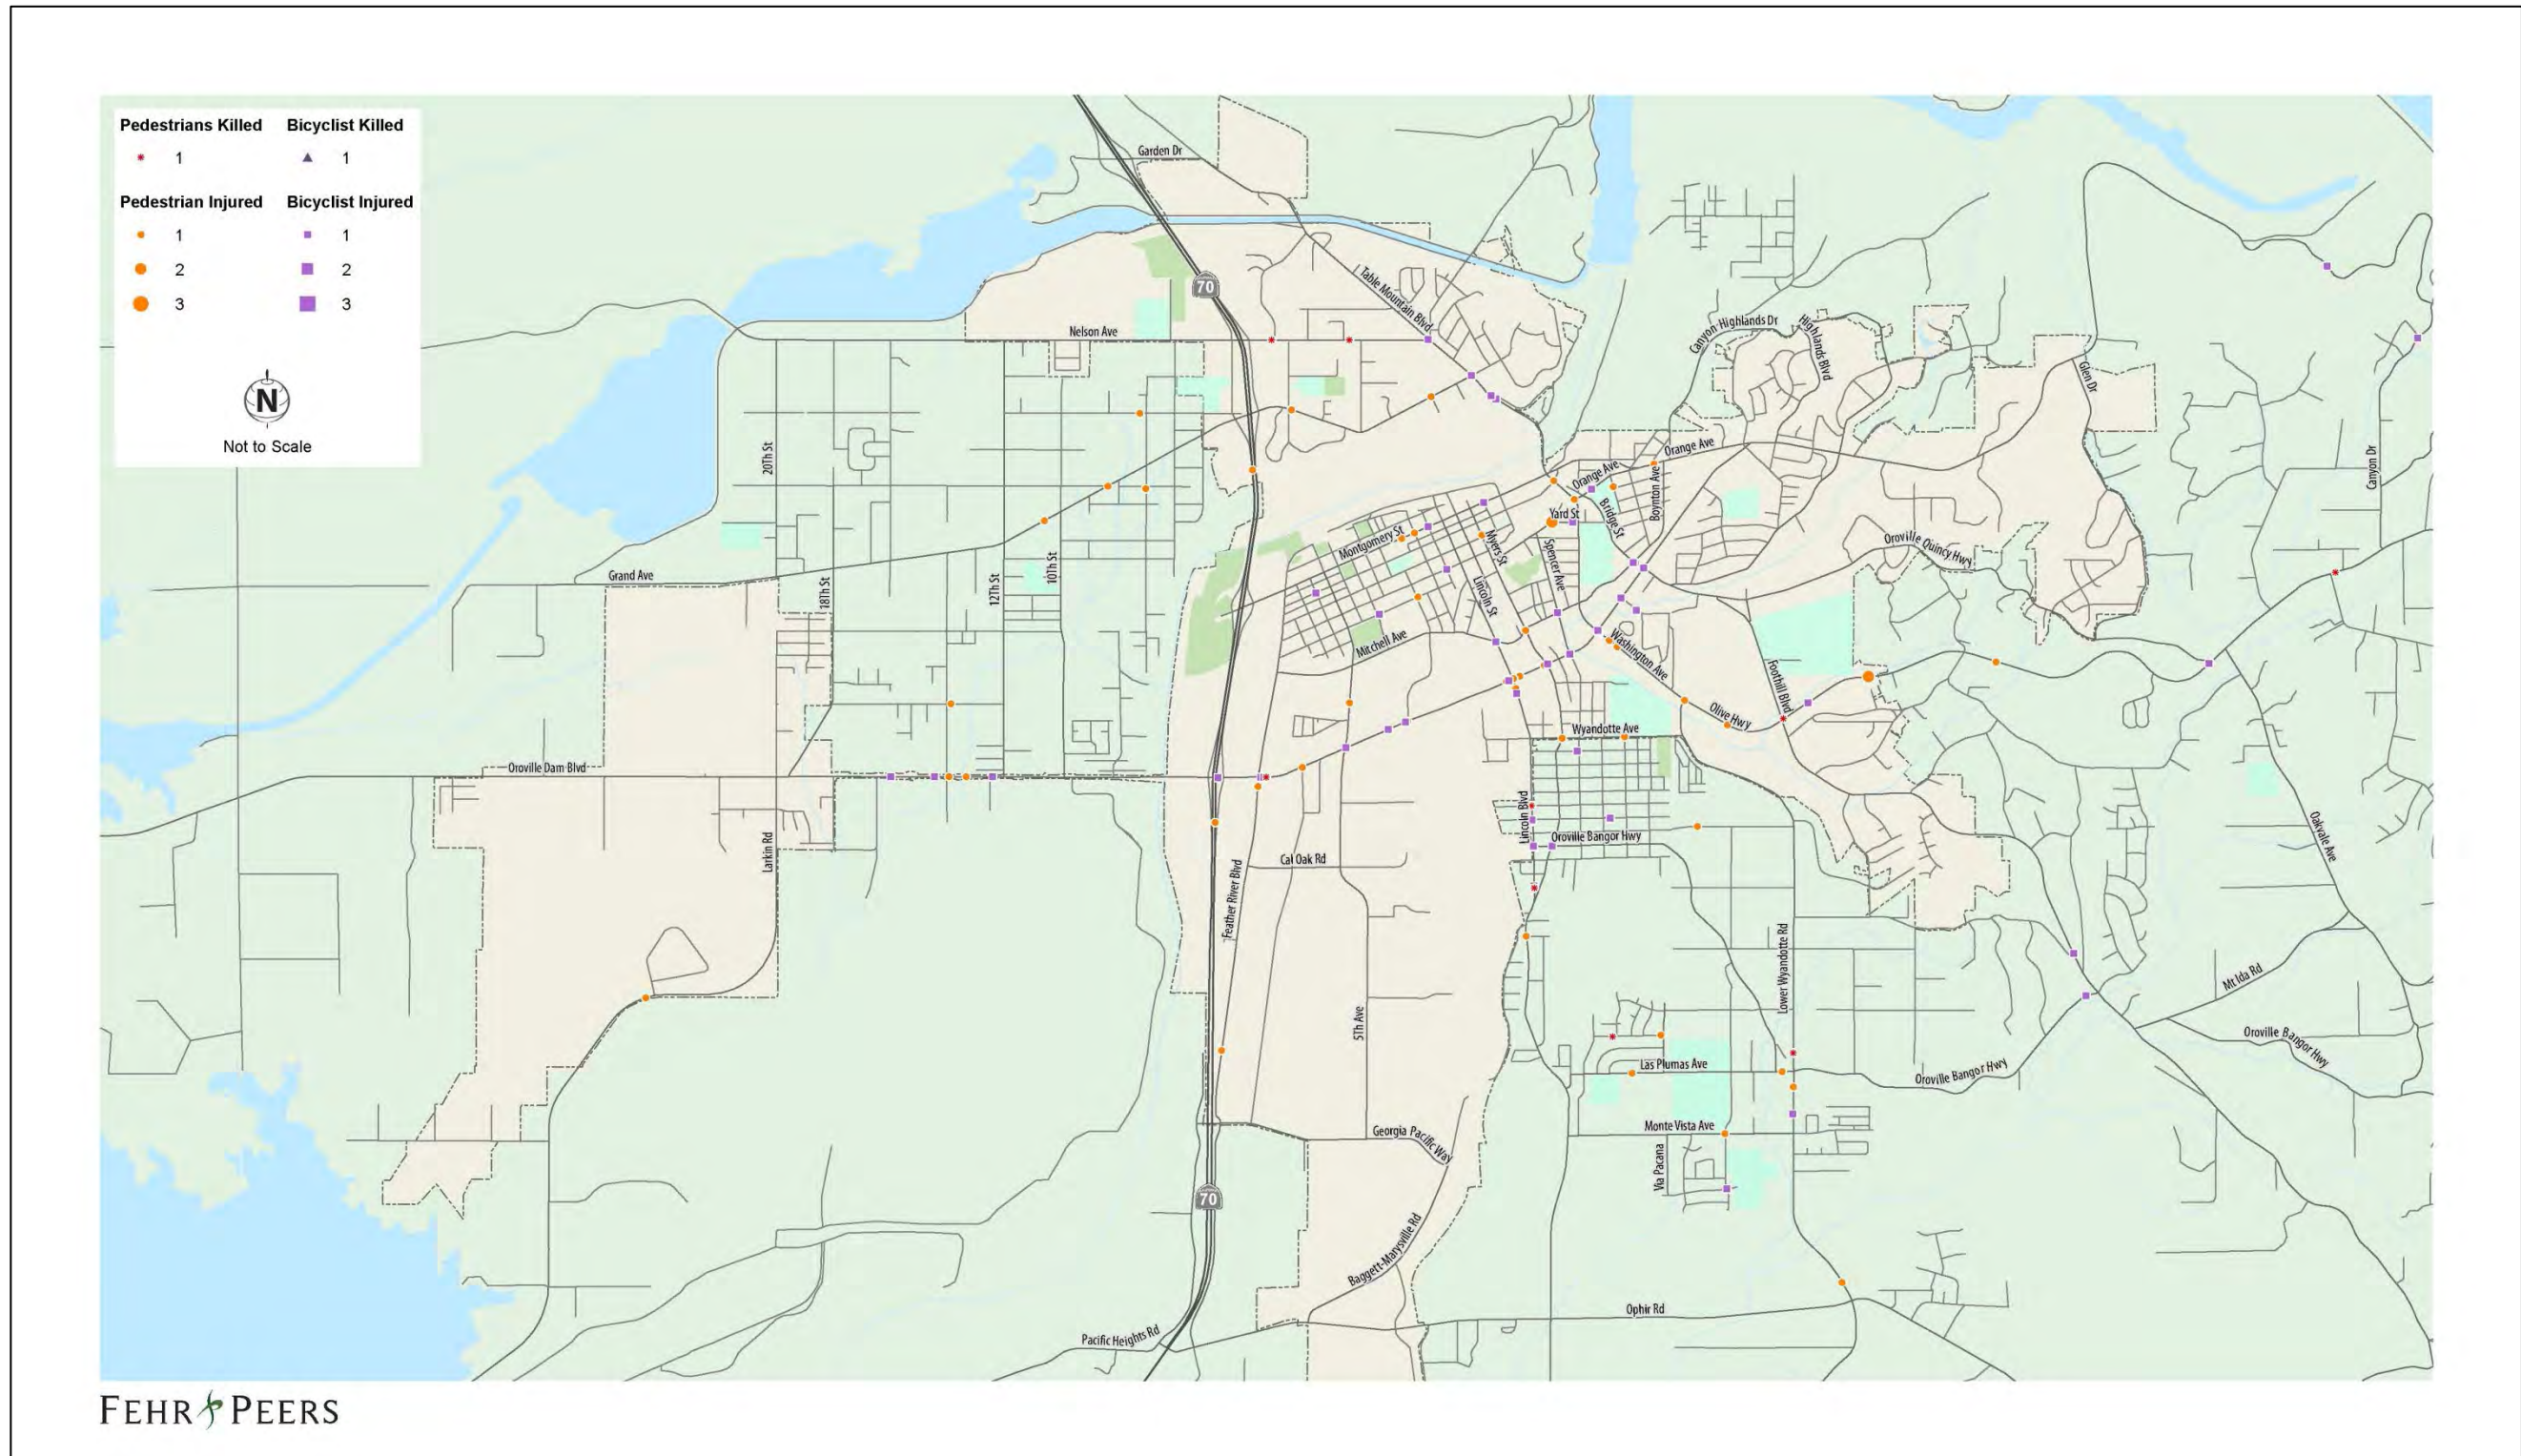 Pedestrians Killed
1
Bicyclist Killed
1
Pedestrian Injured
1
2
3
Bicyclist Injured
1
2
3
N
Not to Scale
Garden Dr
70
Table Mountain Blvd
Nelson Ave
Canyon Highlands Dr
Highlands Blvd
Glen Dr
20Th St
Orange Ave
Orange Ave
Canyon Dr
Boynton Ave
Bridge St
Yard St
Montgomery St
Myers St
Spencer Ave
Oroville Quincy Hwy
Grand Ave
18Th St
12Th St
10Th St
Lincoln St
Mitchell Ave
Washington Ave
Foothill Blvd
Olive Hwy
Wyandotte Ave
Oroville Dam Blvd
Lincoln Blvd
Oroville Bangor Hwy
Oakvale Ave
Larkin Rd
Cal Oak Rd
Feather River Blvd
Lower Wyandotte Rd
Mt Ida Rd
5Th Ave
Oroville Bangor Hwy
Las Plumas Ave
Oroville Bangor Hwy
Georgia Pacific Way
Monte Vista Ave
Via Pacana
70
Baggett-Marysville Rd
Ophir Rd
Pacific Heights Rd
FEHR PEERS